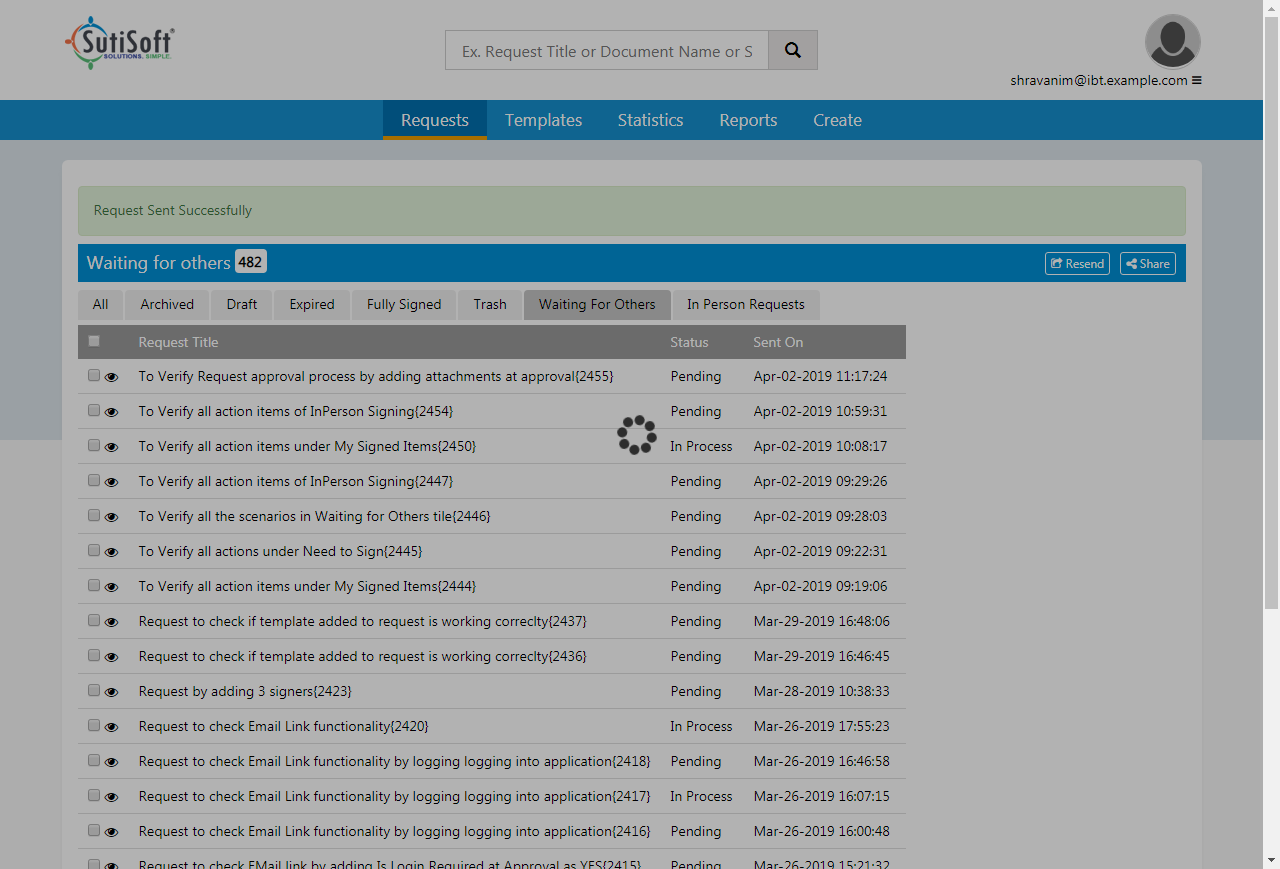 SutiSoft
SOLUTIONS. SIMPLE.
Ex. Request Title or Document Name or S
shravanim@ibt.example.com
Requests Templates Statistics Reports Create
Request Sent Successfully
Waiting for others 482 Resend Share
All Archived Draft Expired Fully Signed Trash Waiting For Others In Person Requests
Request Title Status Sent On
To Verify Request approval process by adding attachments at approval{2455} Pending Apr-02-2019 11:17:24
To Verify all action items of InPerson Signing{2454} Pending Apr-02-2019 10:59:31
To Verify all action items under My Signed Items{2450} In Process Apr-02-2019 10:08:17
To Verify all action items of InPerson Signing{2447} Pending Apr-02-2019 09:29:26
To Verify all the scenarios in Waiting for Others tile{2446} Pending Apr-02-2019 09:28:03
To Verify all actions under Need to Sign{2445} Pending Apr-02-2019 09:22:31
To Verify all action items under My Signed Items{2444} Pending Apr-02-2019 09:19:06
Request to check if template added to request is working correclty{2437} Pending Mar-29-2019 16:48:06
Request to check if template added to request is working correclty{2436} Pending Mar-29-2019 16:46:45
Request by adding 3 signers{2423} Pending Mar-28-2019 10:38:33
Request to check Email Link functionality{2420} In Process Mar-26-2019 17:55:23
Request to check Email Link functionality by logging logging into application{2418} Pending Mar-26-2019 16:46:58
Request to check Email Link functionality by logging logging into application{2417} In Process Mar-26-2019 16:07:15
Request to check Email Link functionality by logging logging into application{2416} Pending Mar-26-2019 16:00:48
Request to check EMail link by adding Is Login Required at Approval as YES{2415} Pending Mar-26-2019 15:21:32